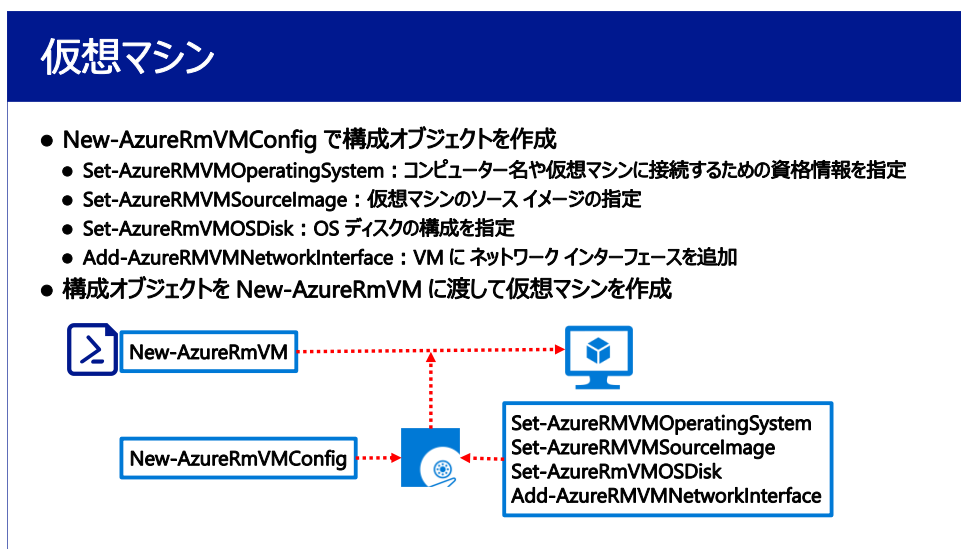 仮想マシン
● New-AzureRmVMConfig で構成オブジェクトを作成
● Set-AzureRMVMOperatingSystem：コンピューター名や仮想マシンに接続するための資格情報を指定
● Set-AzureRMVMSourceImage：仮想マシンのソース イメージの指定
● Set-AzureRmVMOSDisk：OS ディスクの構成を指定
● Add-AzureRMVMNetworkInterface：VM に ネットワーク インターフェースを追加
● 構成オブジェクトを New-AzureRmVM に渡して仮想マシンを作成
New-AzureRmVM
New-AzureRmVMConfig
Set-AzureRMVMOperatingSystem
Set-AzureRMVMSourceImage
Set-AzureRmVMOSDisk
Add-AzureRMVMNetworkInterface